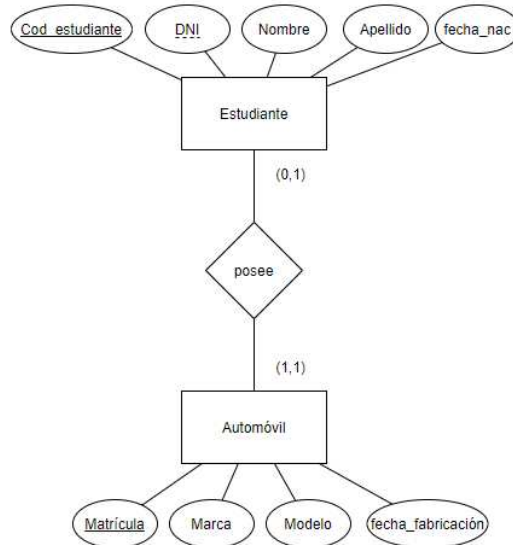 Cod_estudiante
DNI
Nombre
Apellido
fecha_nac
Estudiante
(0,1)
posee
(1,1)
Automóvil
Matrícula
Marca
Modelo
fecha_fabricación